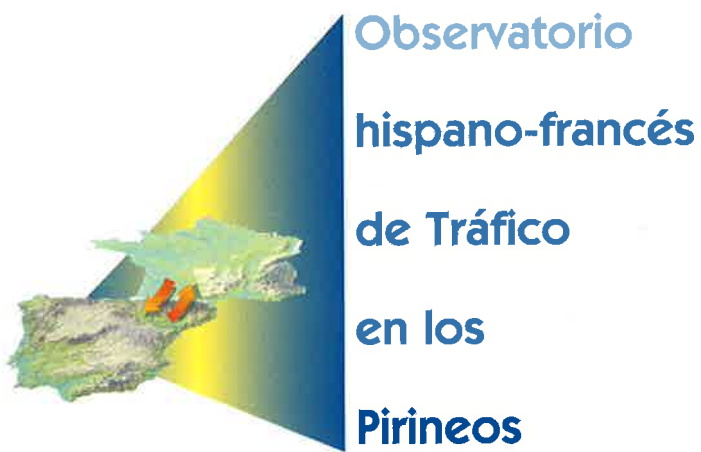 Observatorio
hispano-francés
de Tráfico
en los
Pirineos